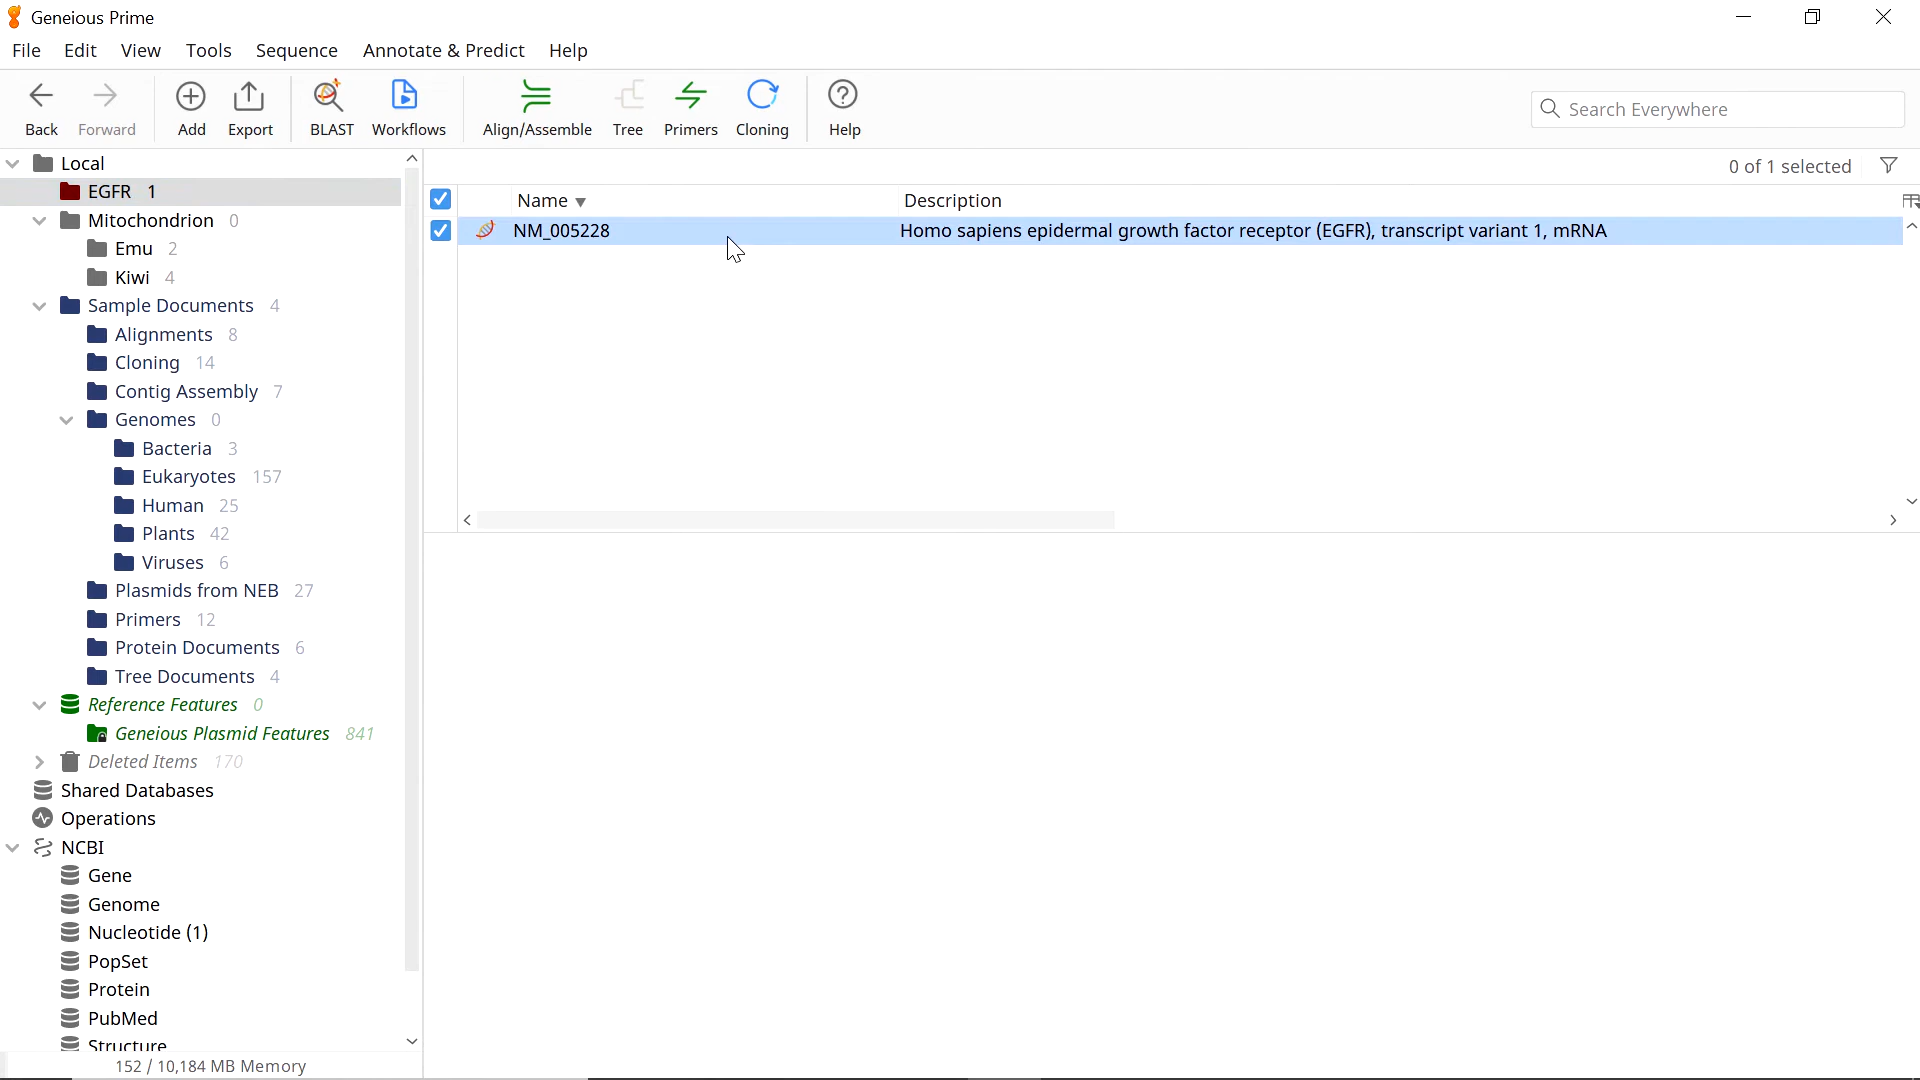 Geneious Prime
File Edit View Tools Sequence Annotate & Predict Help
Back Forward Add Export BLAST Workflows Align/Assemble Tree Primers Cloning Help
Search Everywhere
0 of 1 selected
Name Description
NM_005228 Homo sapiens epidermal growth factor receptor (EGFR), transcript variant 1, mRNA
Local
EGFR 1
Mitochondrion 0
Emu 2
Kiwi 4
Sample Documents 4
Alignments 8
Cloning 14
Contig Assembly 7
Genomes 0
Bacteria 3
Eukaryotes 157
Human 25
Plants 42
Viruses 6
Plasmids from NEB 27
Primers 12
Protein Documents 6
Tree Documents 4
Reference Features 0
Geneious Plasmid Features 841
Deleted Items 170
Shared Databases
Operations
NCBI
Gene
Genome
Nucleotide (1)
PopSet
Protein
PubMed
Structure
152 / 10,184 MB Memory